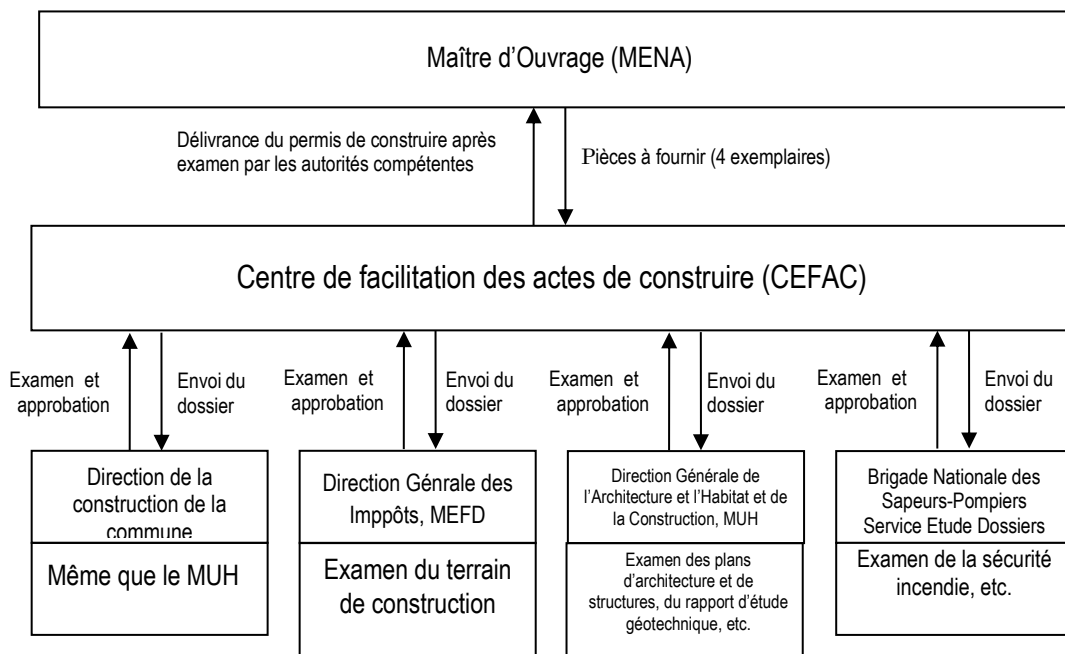 Maître d'Ouvrage (MENA)
Délivrance du permis de construire après
examen par les autorités compétentes
Pièces à fournir (4 exemplaires)
Centre de facilitation des actes de construire (CEFAC)
Examen et
approbation
Envoi du
dossier
Examen et
approbation
Envoi du
dossier
Examen et
approbation
Envoi du
dossier
Examen et
approbation
Envoi du
dossier
Direction de la
construction de la
commune
Même que le MUH
Direction Génrale des
Imppôts, MEFD
Examen du terrain
de construction
Direction Générale de
l'Architecture et l'Habitat et de
la Construction, MUH
Examen des plans
d'architecture et de
structures, du rapport d'étude
géotechnique, etc.
Brigade Nationale des
Sapeurs-Pompiers
Service Etude Dossiers
Examen de la sécurité
incendie, etc.